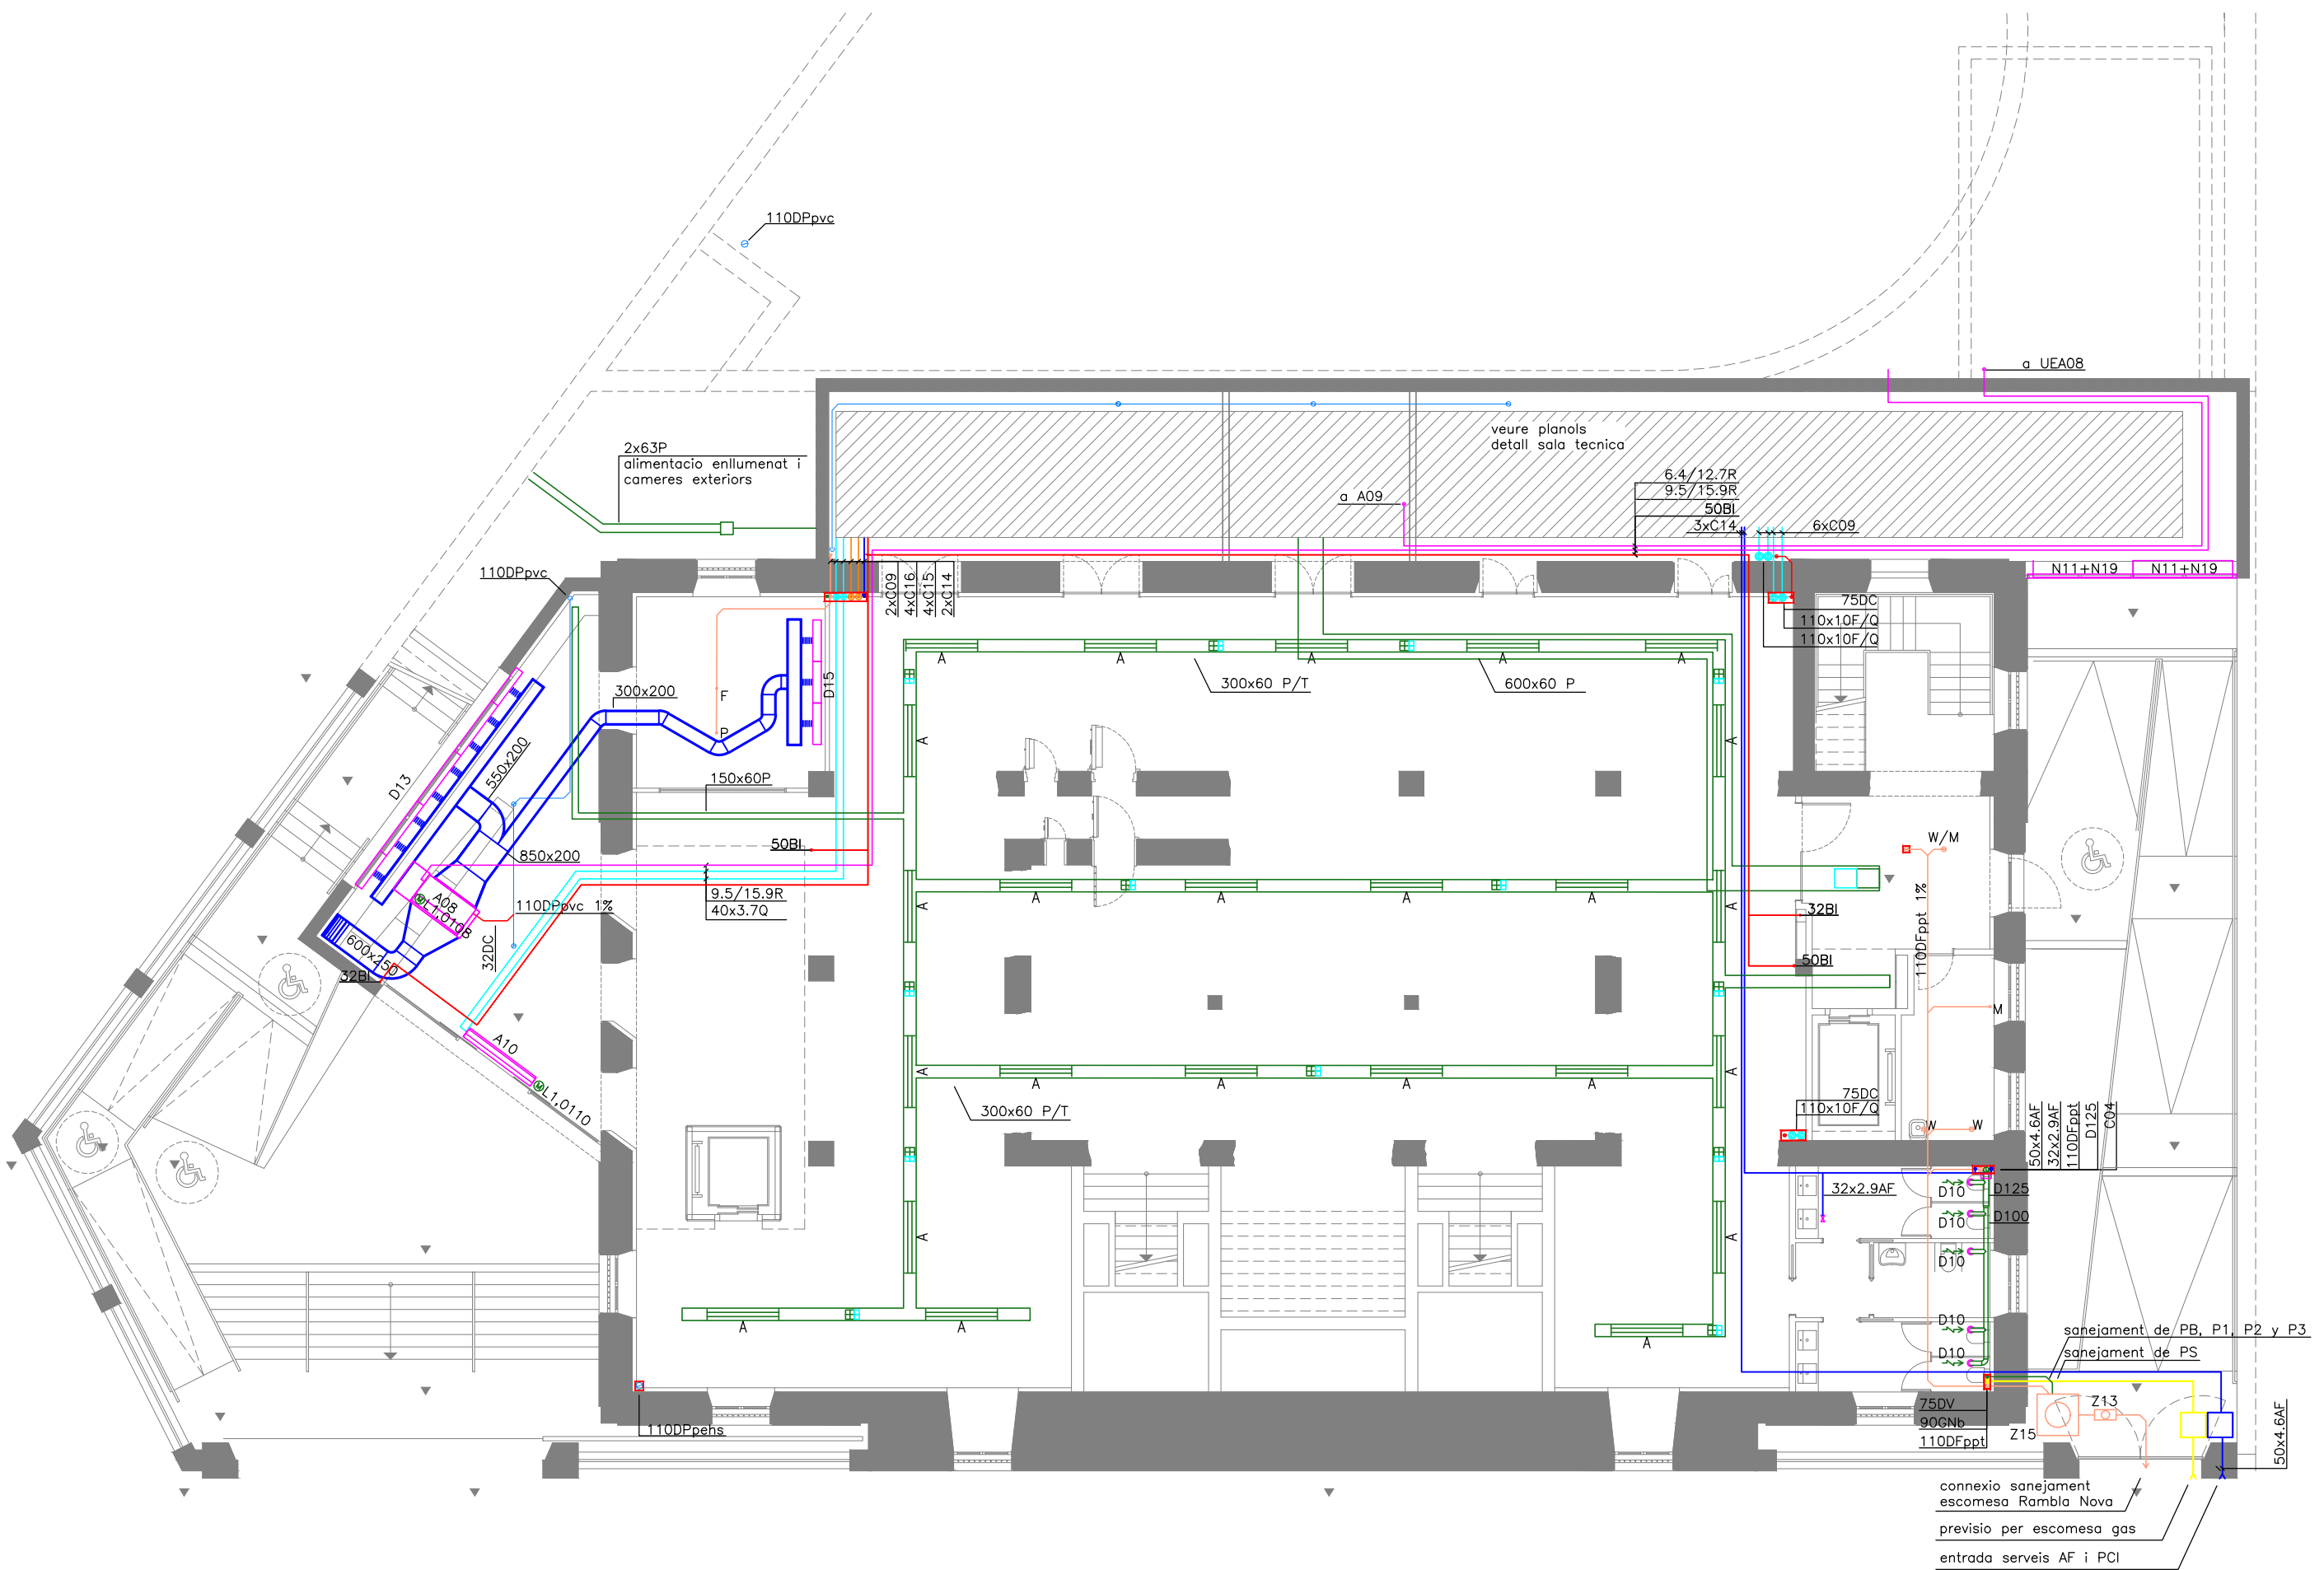 110DPpvc
a UEA08
veure planols
detall sala tecnica
2x63P
alimentacio enllumenat i
cameres exteriors
6.4/12.7R
9.5/15.9R
50BI
3xC14
6xC09
a A09
110DPpvc
N11+N19
N11+N19
2xC09
4xC16
4xC15
2xC14
75DC
110x10F/Q
110x10F/Q
A
A
A
A
A
300x60 P/T
600x60 P
300x200
F
P
D15
D13
550x200
150x60P
A
A
850x200
50BI
W/M
9.5/15.9R
40x3.7Q
110DPpvc 1%
A08
L1,010B
600x250
32DC
32BI
A
A
A
A
A
A
32BI
50BI
110DFppt 1%
M
A10
L1,0110
A
A
A
A
A
A
300x60 P/T
75DC
110x10F/Q
W
W
50x4.6AF
32x2.9AF
110DFppt
D125
C04
32x2.9AF
D10
D125
D10
D100
D10
A
A
A
A
A
D10
D10
sanejament de PB, P1, P2 y P3
sanejament de PS
110DPpehs
75DV
90GNb
110DFppt
Z13
Z15
50x4.6AF
connexio sanejament
escomesa Rambla Nova
previsio per escomesa gas
entrada serveis AF i PCI